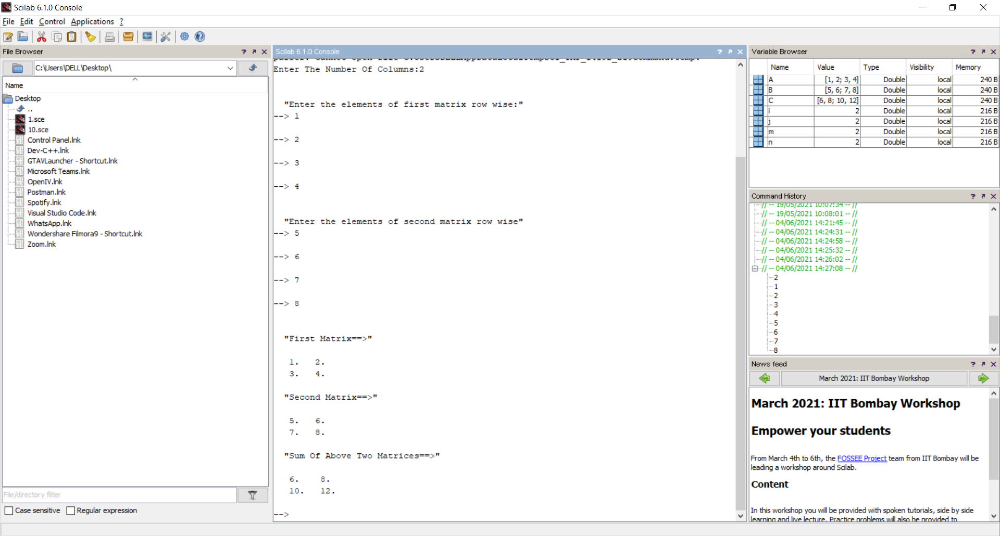 Scilab 6.1.0 Console
File Edit Control Applications ?
File Browser
C:\Users\DELL\Desktop\
Name
Desktop
..
1.sce
10.sce
Control Panel.lnk
Dev-C++.lnk
GTAVLauncher - Shortcut.lnk
Microsoft Teams.lnk
OpenIV.lnk
Postman.lnk
Spotify.lnk
Visual Studio Code.lnk
WhatsApp.lnk
Wondershare Filmora9 - Shortcut.lnk
Zoom.lnk
File/directory filter
Case sensitive Regular expression
Scilab 6.1.0 Console
Enter The Number Of Columns:2
"Enter the elements of first matrix row wise:"
--> 1
--> 2
--> 3
--> 4
"Enter the elements of second matrix row wise"
--> 5
--> 6
--> 7
--> 8
"First Matrix==>"
1. 2.
3. 4.
"Second Matrix==>"
5. 6.
7. 8.
"Sum Of Above Two Matrices==>"
6. 8.
10. 12.
-->
Variable Browser
Name Value Type Visibility Memory
A [1, 2; 3, 4] Double local 240 B
B [5, 6; 7, 8] Double local 240 B
C [6, 8; 10, 12] Double local 240 B
i 2 Double local 216 B
j 2 Double local 216 B
m 2 Double local 216 B
n 2 Double local 216 B
Command History
// -- 19/05/2021 10:07:34 -- //
// -- 19/05/2021 10:08:01 -- //
// -- 04/06/2021 14:21:45 -- //
// -- 04/06/2021 14:24:31 -- //
// -- 04/06/2021 14:24:58 -- //
// -- 04/06/2021 14:25:32 -- //
// -- 04/06/2021 14:26:02 -- //
// -- 04/06/2021 14:27:08 -- //
2
1
2
3
4
5
6
7
8
News feed
March 2021: IIT Bombay Workshop
March 2021: IIT Bombay Workshop
Empower your students
From March 4th to 6th, the FOSSEE Project team from IIT Bombay will be
leading a workshop around Scilab.
Content
In this workshop you will be provided with spoken tutorials, side by side
learning and live lecture. Practice problems will also be provided to